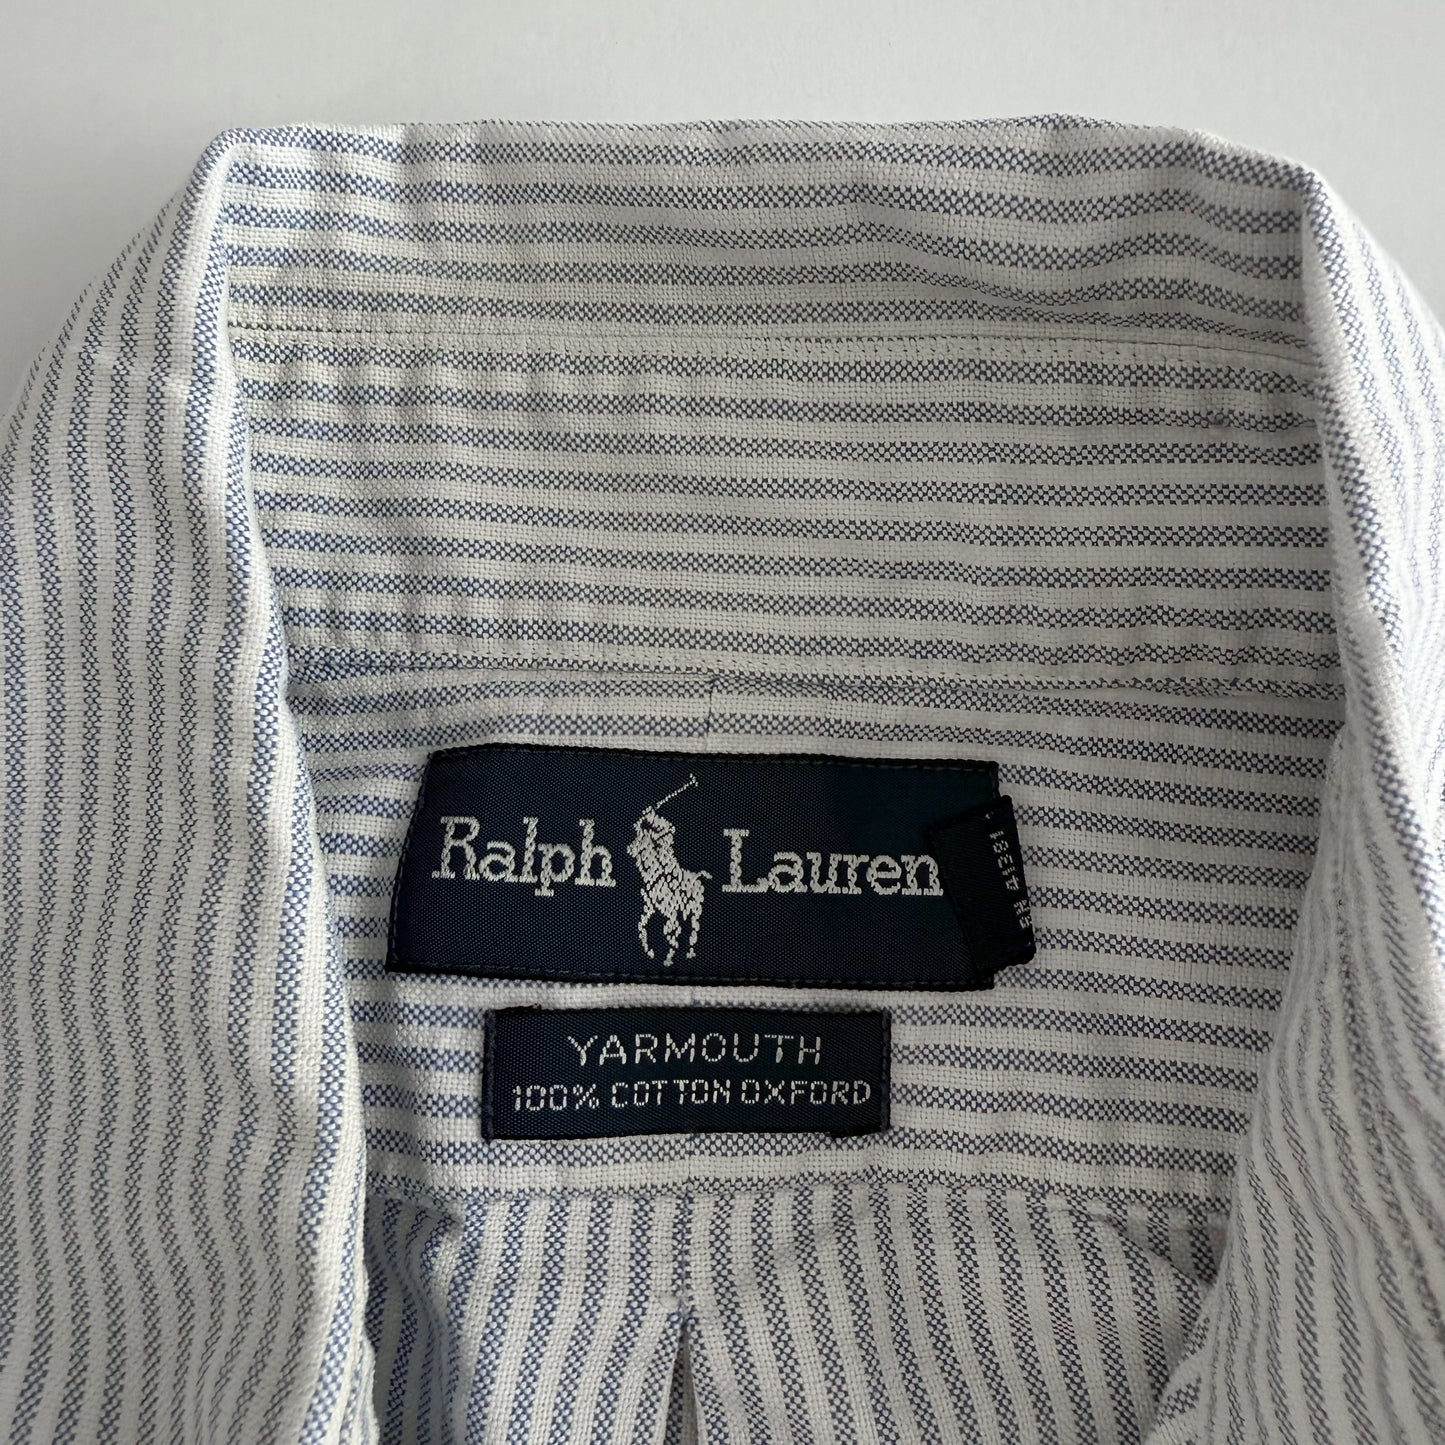 Ralph Lauren
YARMOUTH
100% COTTON OXFORD